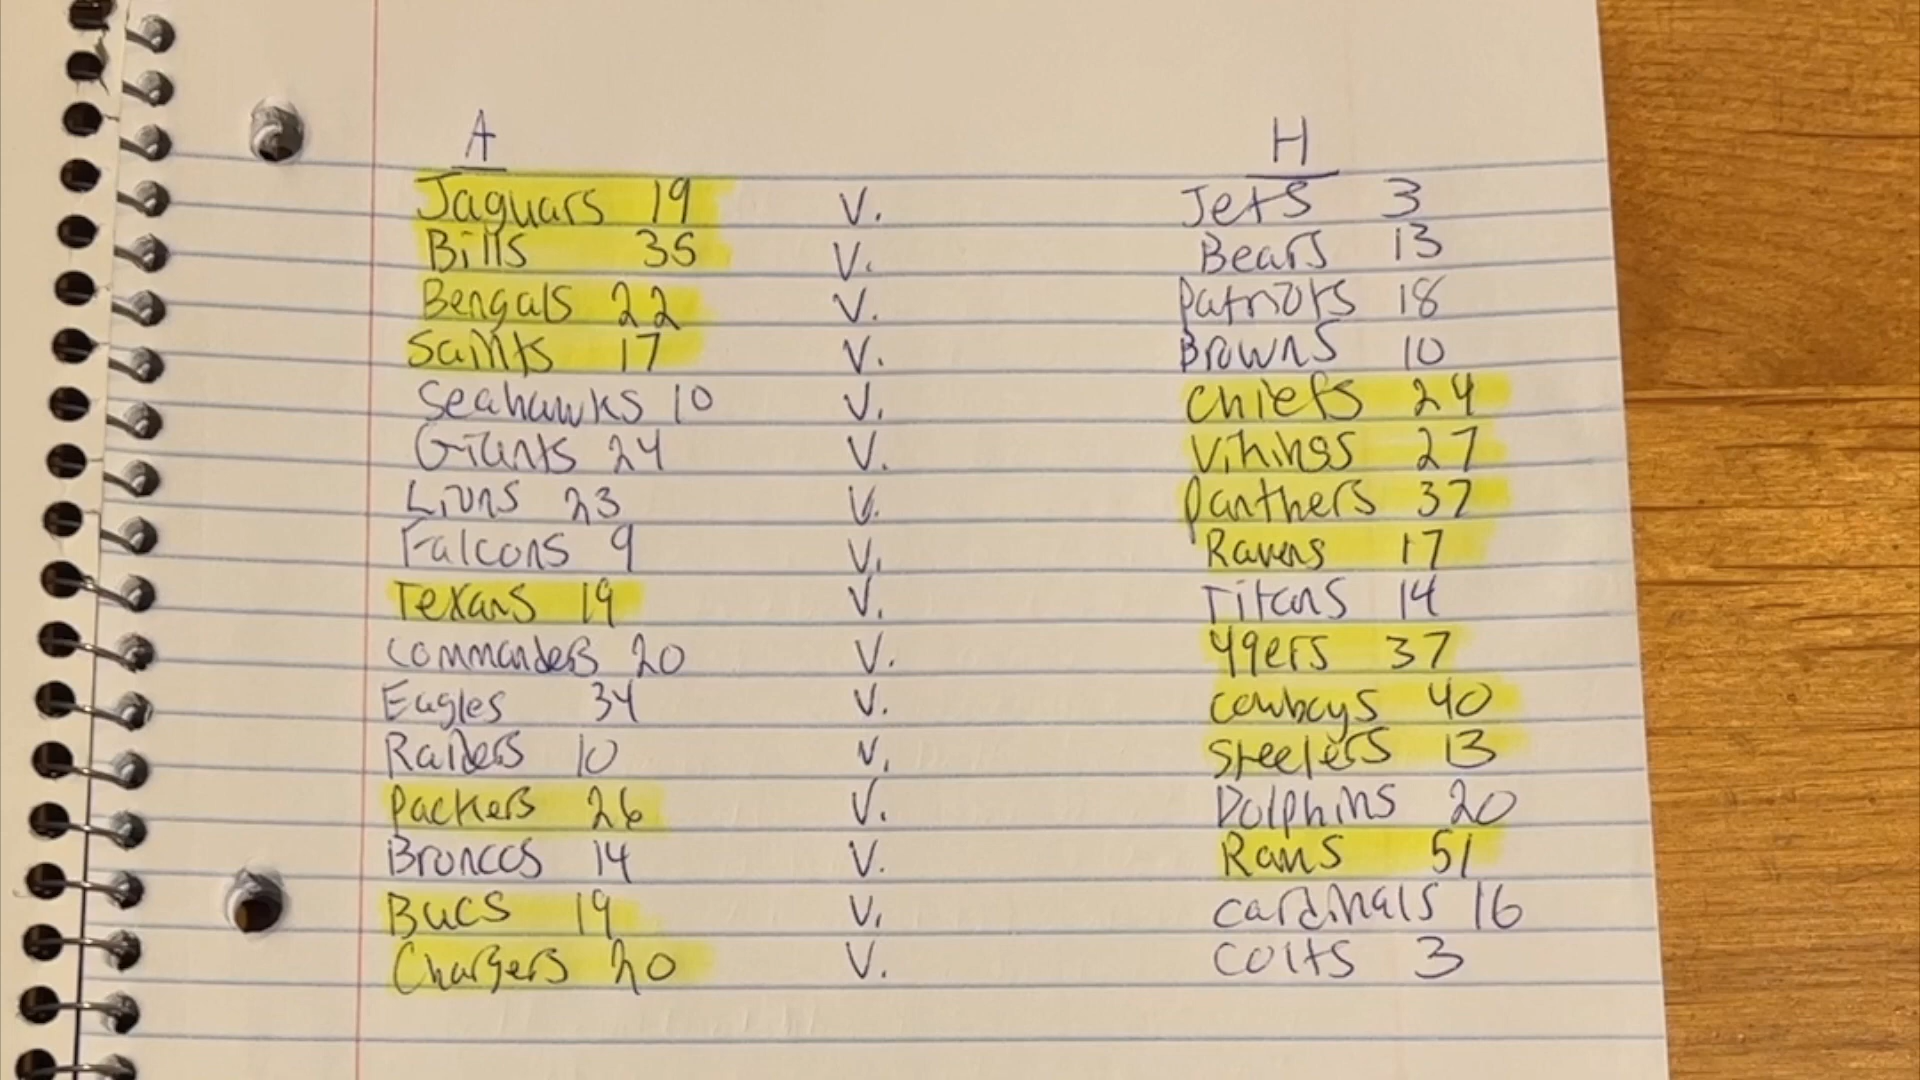 A H
Jaguars 19 V. Jets 3
Bills 35 V. Bears 13
Bengals 22 V. Patriots 18
Saints 17 V. Browns 10
Seahawks 10 V. Chiefs 24
Giants 24 V. Vikings 27
Lions 23 V. Panthers 37
Falcons 9 V. Ravens 17
Texans 19 V. Titans 14
Commanders 20 V. 49ers 37
Eagles 34 V. Cowboys 40
Raiders 10 V. Steelers 13
Packers 26 V. Dolphins 20
Broncos 14 V. Rams 51
Bucs 19 V. Cardinals 16
Chargers 20 V. Colts 3